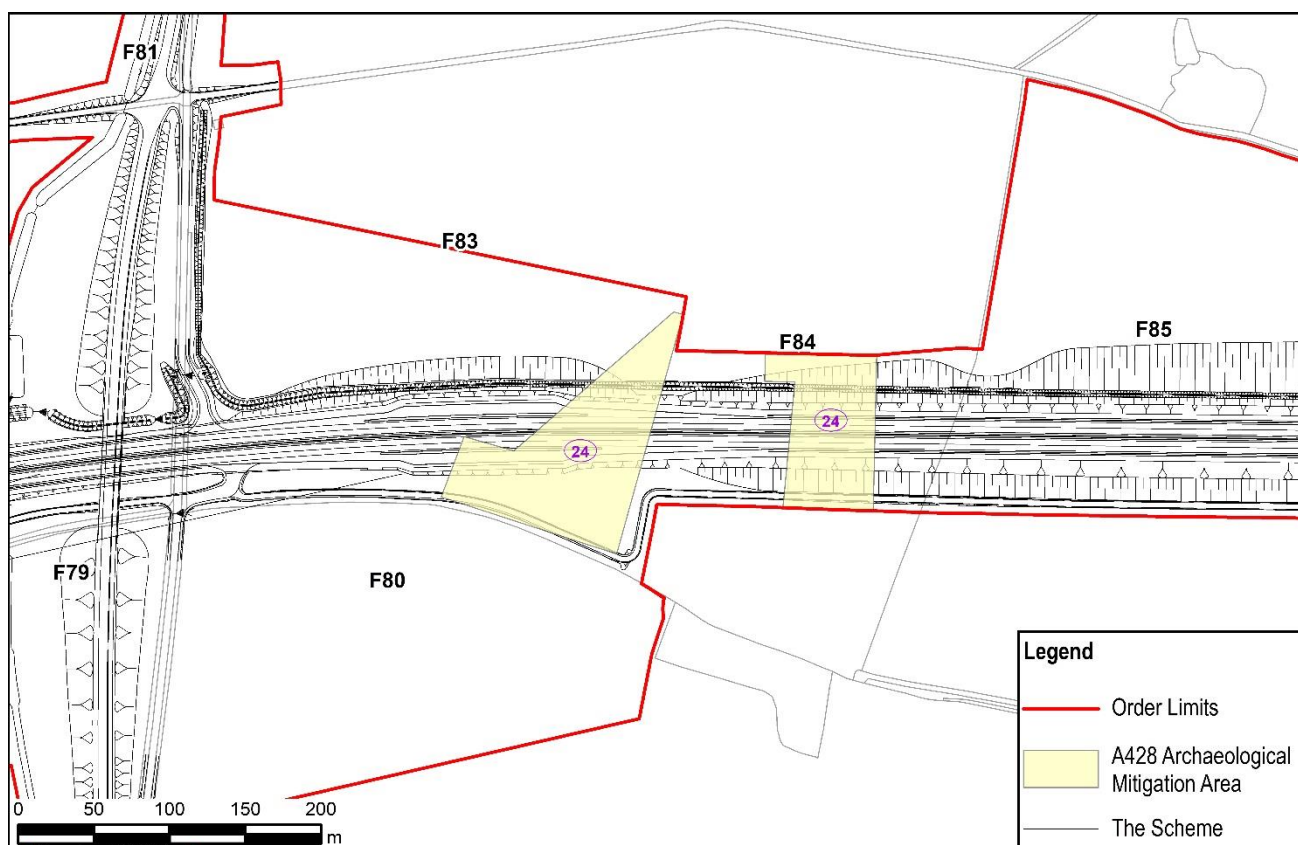 F81
F83
F84
F85
24
24
F79
F80
Legend
Order Limits
A428 Archaeological
Mitigation Area
The Scheme
0 50 100 150 200
m